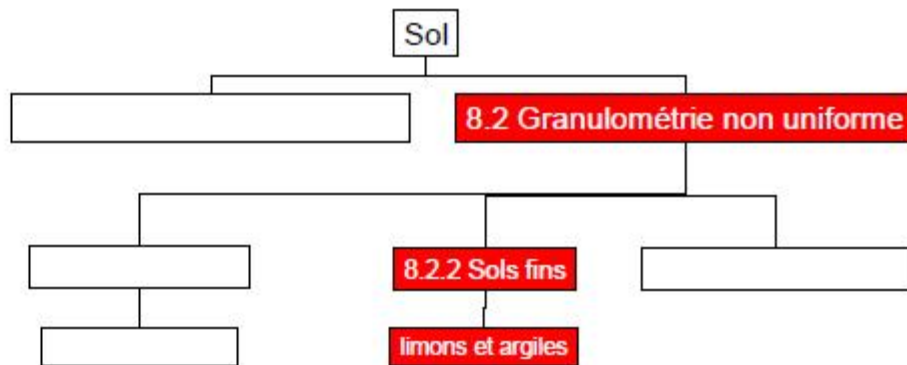 Sol
8.2 Granulométrie non uniforme
8.2.2 Sols fins
limons et argiles